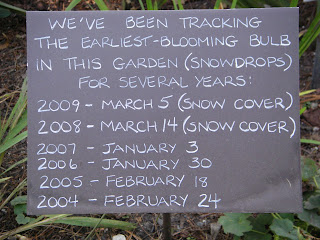 WE'VE BEEN TRACKING
THE EARLIEST-BLOOMING BULB
IN THIS GARDEN (SNOWDROPS)
FOR SEVERAL YEARS:
2009 - MARCH 5 (SNOW COVER)
2008 - MARCH 14 (SNOW COVER)
2007 - JANUARY 3
2006 - JANUARY 30
2005 - FEBRUARY 18
2004 - FEBRUARY 24